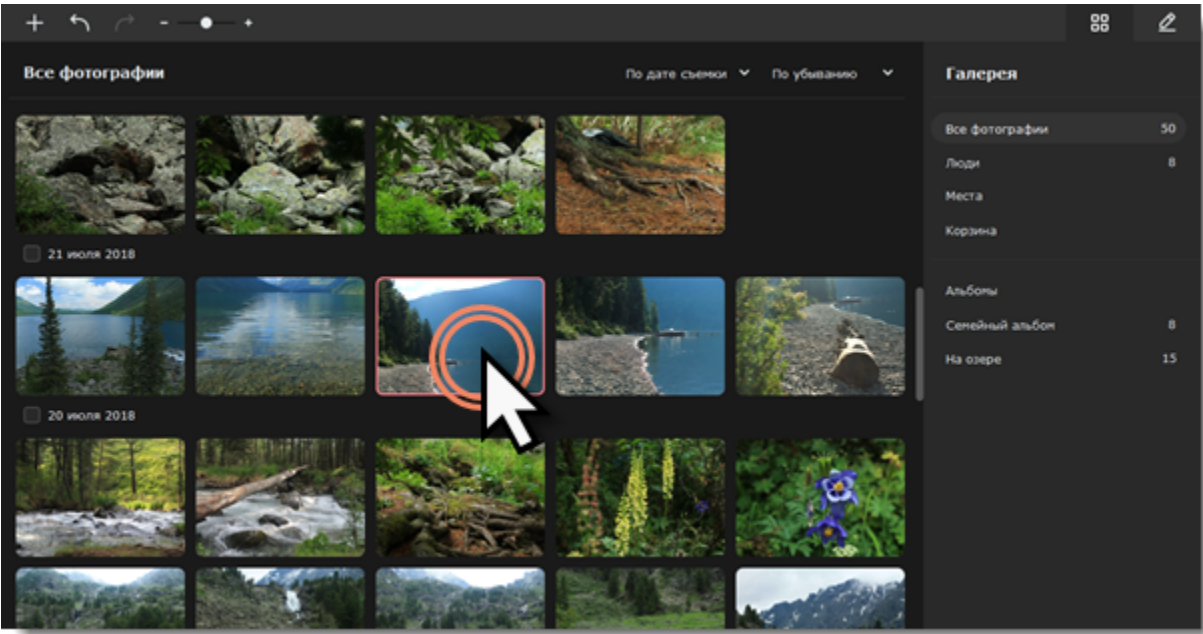 Все фотографии
По дате съемки
По убыванию
Галерея
Все фотографии 50
Люди 8
Места
Корзина
Альбомы
Семейный альбом 8
На озере 15
21 июля 2018
20 июля 2018